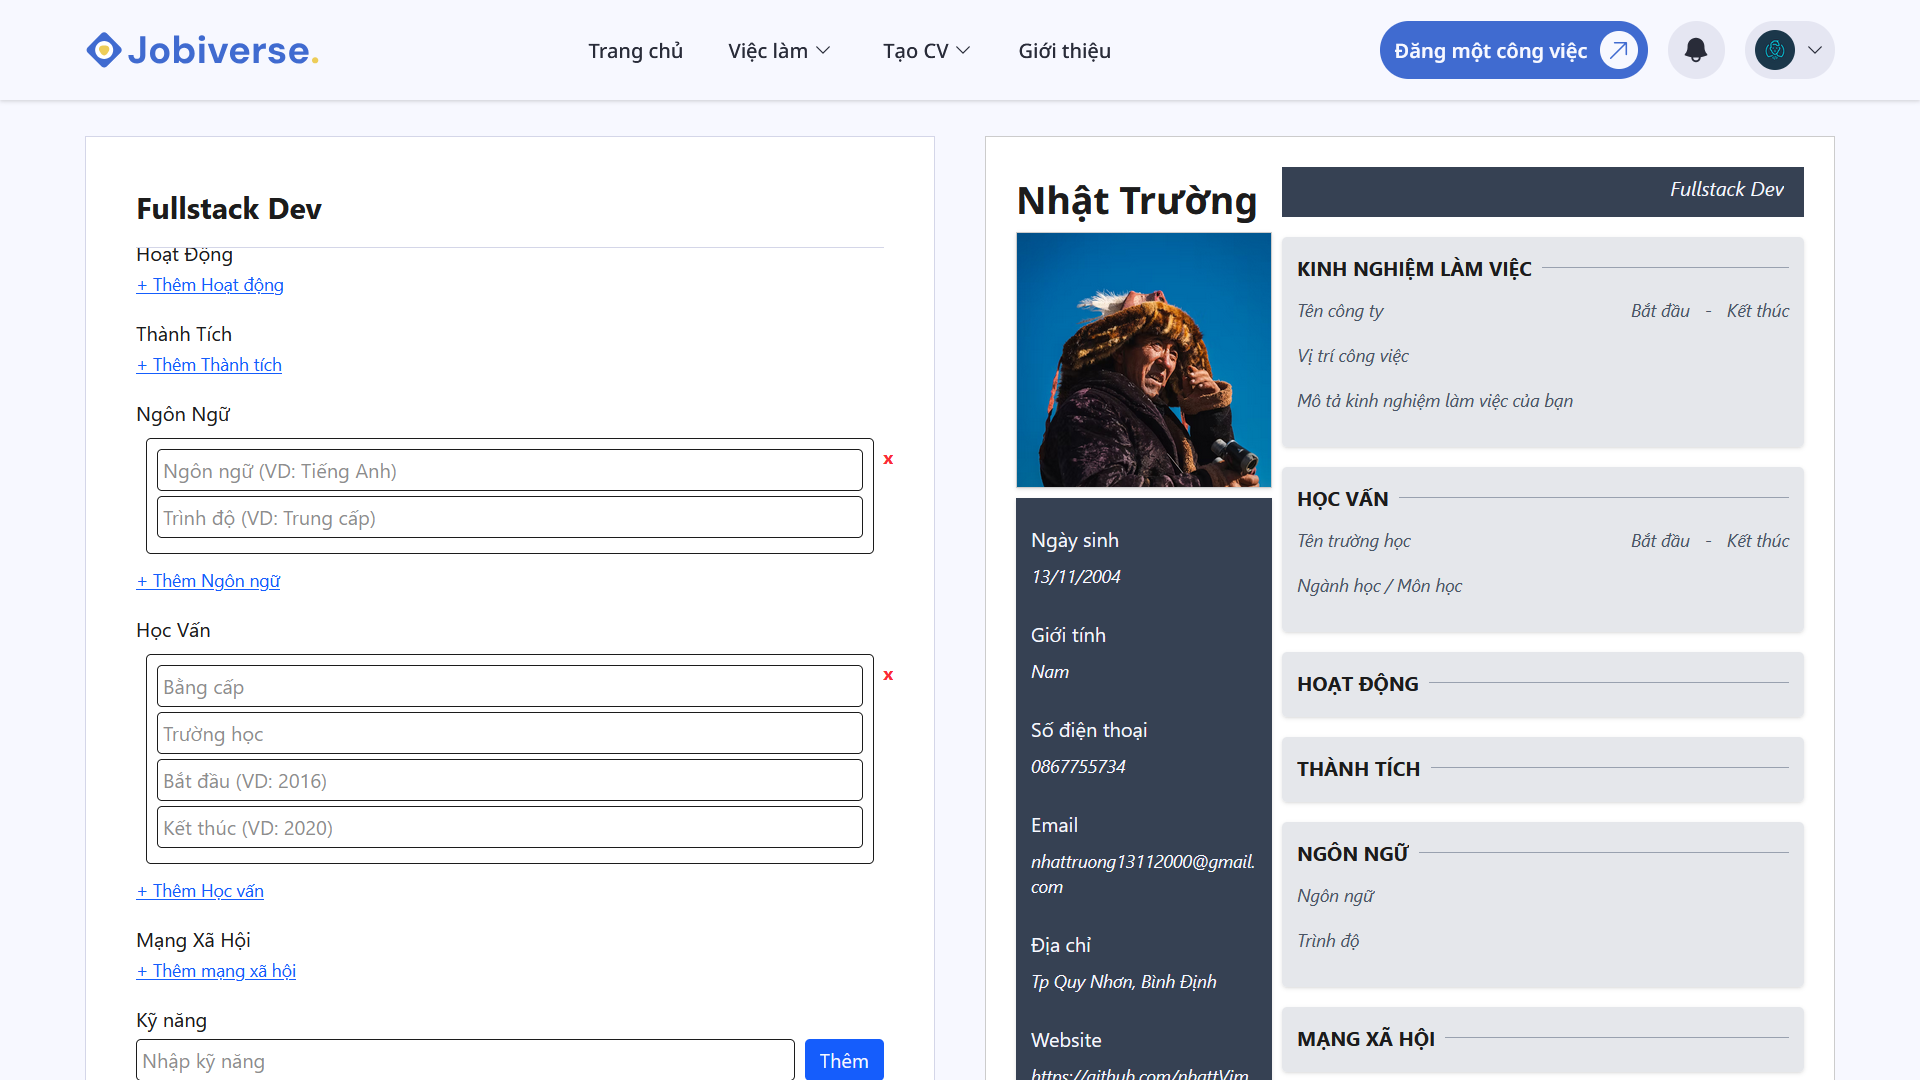 Jobiverse.
Trang chủ
Việc làm
Tạo CV
Giới thiệu
Đăng một công việc
Fullstack Dev
Hoạt Động
+ Thêm Hoạt động
Thành Tích
+ Thêm Thành tích
Ngôn Ngữ
Ngôn ngữ (VD: Tiếng Anh)
x
Trình độ (VD: Trung cấp)
+ Thêm Ngôn ngữ
Học Vấn
Bằng cấp
x
Trường học
Bắt đầu (VD: 2016)
Kết thúc (VD: 2020)
+ Thêm Học vấn
Mạng Xã Hội
+ Thêm mạng xã hội
Kỹ năng
Nhập kỹ năng
Thêm
Nhật Trường
Ngày sinh
13/11/2004
Giới tính
Nam
Số điện thoại
0867755734
Email
nhattruong13112000@gmail.
com
Địa chỉ
Tp Quy Nhơn, Bình Định
Website
https://github.com/nhattVim
Fullstack Dev
KINH NGHIỆM LÀM VIỆC
Tên công ty
Bắt đầu - Kết thúc
Vị trí công việc
Mô tả kinh nghiệm làm việc của bạn
HỌC VẤN
Tên trường học
Bắt đầu - Kết thúc
Ngành học / Môn học
HOẠT ĐỘNG
THÀNH TÍCH
NGÔN NGỮ
Ngôn ngữ
Trình độ
MẠNG XÃ HỘI